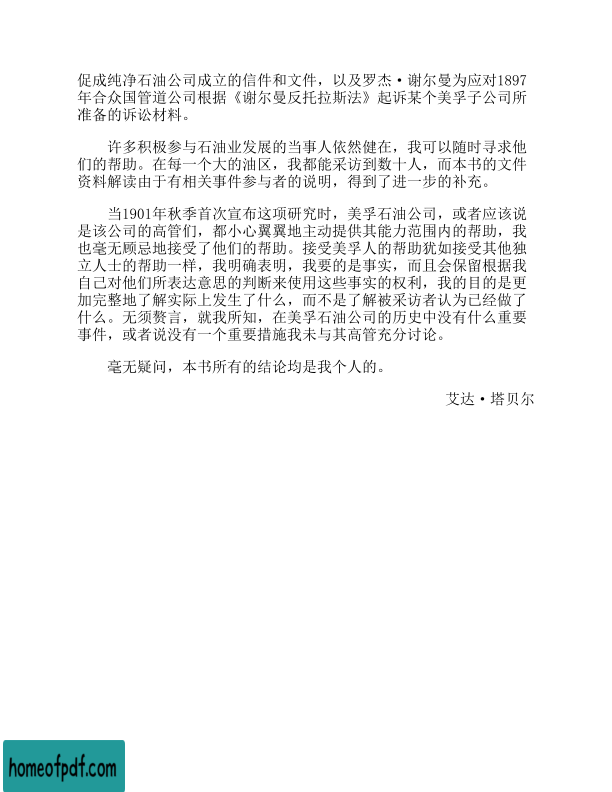 促成纯净石油公司成立的信件和文件，以及罗杰·谢尔曼为应对1897
年合众国管道公司根据《谢尔曼反托拉斯法》起诉某个美孚子公司所
准备的诉讼材料。
许多积极参与石油业发展的当事人依然健在，我可以随时寻求他
们的帮助。在每一个大的油区，我都能采访到数十人，而本书的文件
资料解读由于有相关事件参与者的说明，得到了进一步的补充。
当1901年秋季首次宣布这项研究时，美孚石油公司，或者应该说
是该公司的高管们，都小心翼翼地主动提供其能力范围内的帮助，我
也毫无顾忌地接受了他们的帮助。接受美孚人的帮助犹如接受其他独
立人士的帮助一样，我明确表明，我要的是事实，而且会保留根据我
自己对他们所表达意思的判断来使用这些事实的权利，我的目的是更
加完整地了解实际上发生了什么，而不是了解被采访者认为已经做了
什么。无须赘言，就我所知，在美孚石油公司的历史中没有什么重要
事件，或者说没有一个重要措施我未与其高管充分讨论。
毫无疑问，本书所有的结论均是我个人的。
艾达·塔贝尔
homeofpdf.com